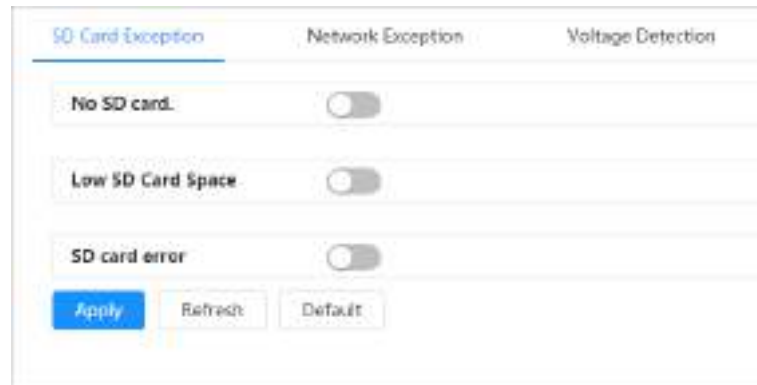 SD Card Exception Network Exception Voltage Detection
No SD card.
Low SD Card Space
SD card error
Apply Refresh Default